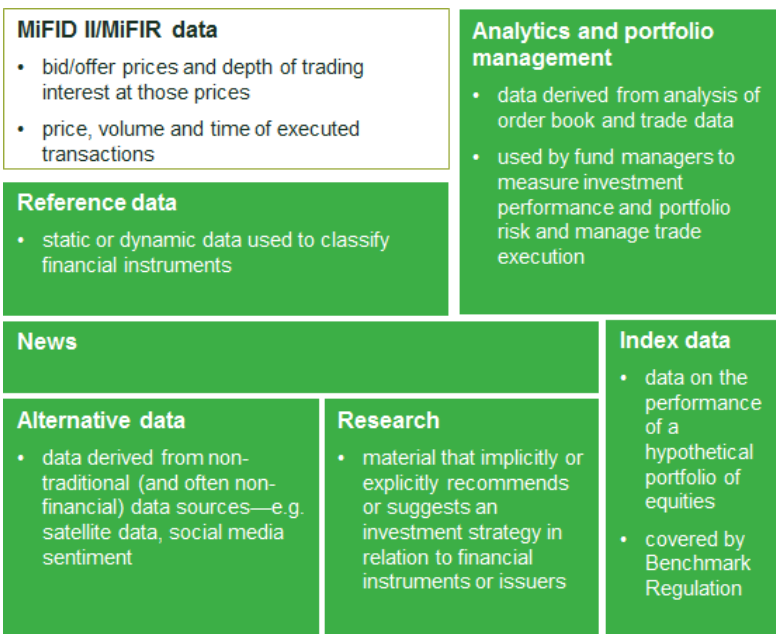 MiFID II/MiFIR data
• bid/offer prices and depth of trading
interest at those prices
• price, volume and time of executed
transactions
Analytics and portfolio
management
• data derived from analysis of
order book and trade data
• used by fund managers to
measure investment
performance and portfolio
risk and manage trade
execution
Reference data
• static or dynamic data used to classify
financial instruments
News
Index data
• data on the
performance
of a
hypothetical
portfolio of
equities
• covered by
Benchmark
Regulation
Alternative data
• data derived from non-
traditional (and often non-
financial) data sources—e.g.
satellite data, social media
sentiment
Research
• material that implicitly or
explicitly recommends
or suggests an
investment strategy in
relation to financial
instruments or issuers